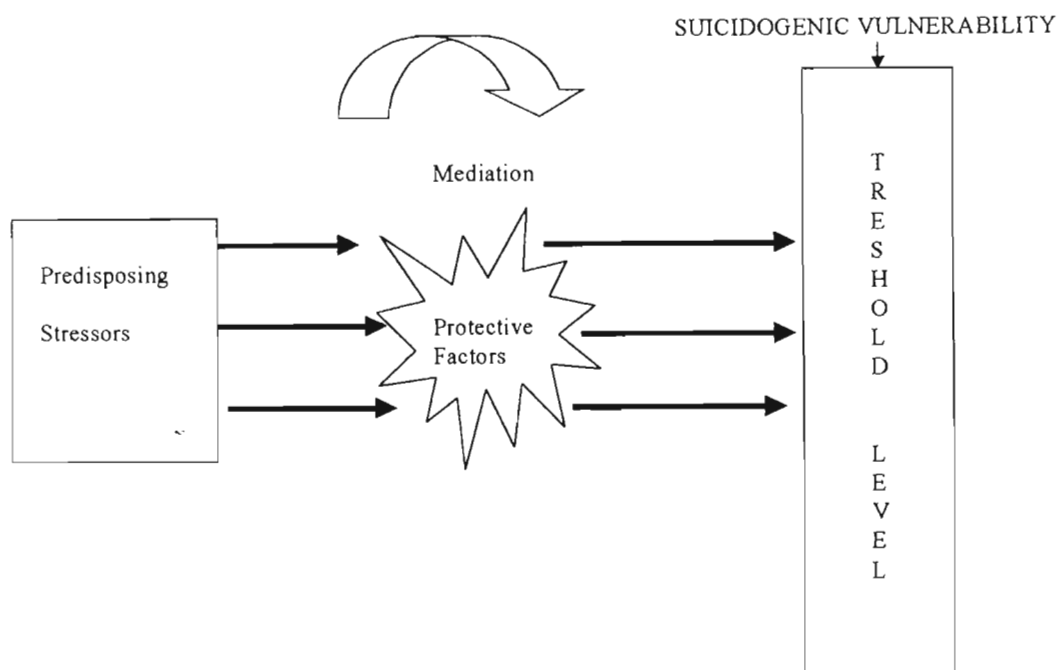 SUICIDOGENIC VULNERABILITY
Mediation
Predisposing
Stressors
Protective
Factors
T
R
E
S
H
O
L
D
L
E
V
E
L